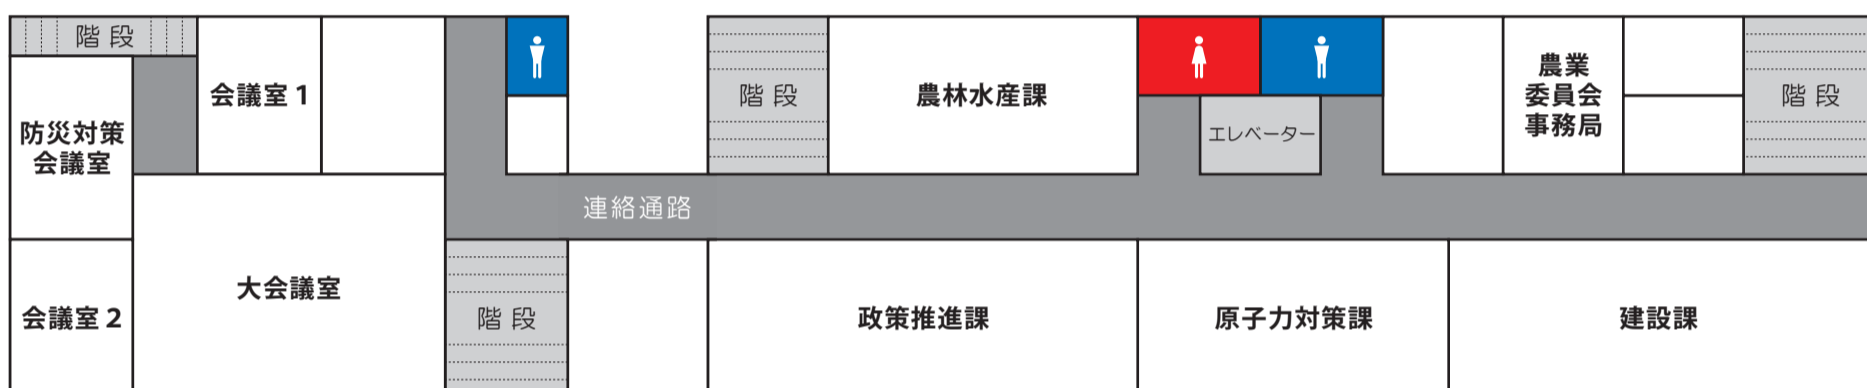 階段
会議室1
防災対策
会議室
階段
農林水産課
エレベーター
農業
委員会
事務局
階段
連絡通路
会議室2
大会議室
階段
政策推進課
原子力対策課
建設課